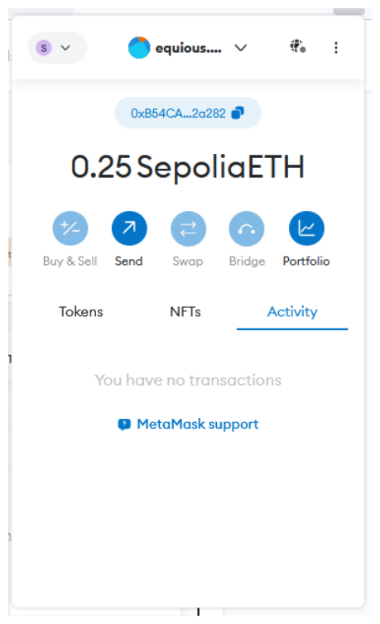 S
equious....
0xB54CA...2a282
0.25 SepoliaETH
Buy & Sell Send Swap Bridge Portfolio
Tokens NFTs Activity
You have no transactions
MetaMask support